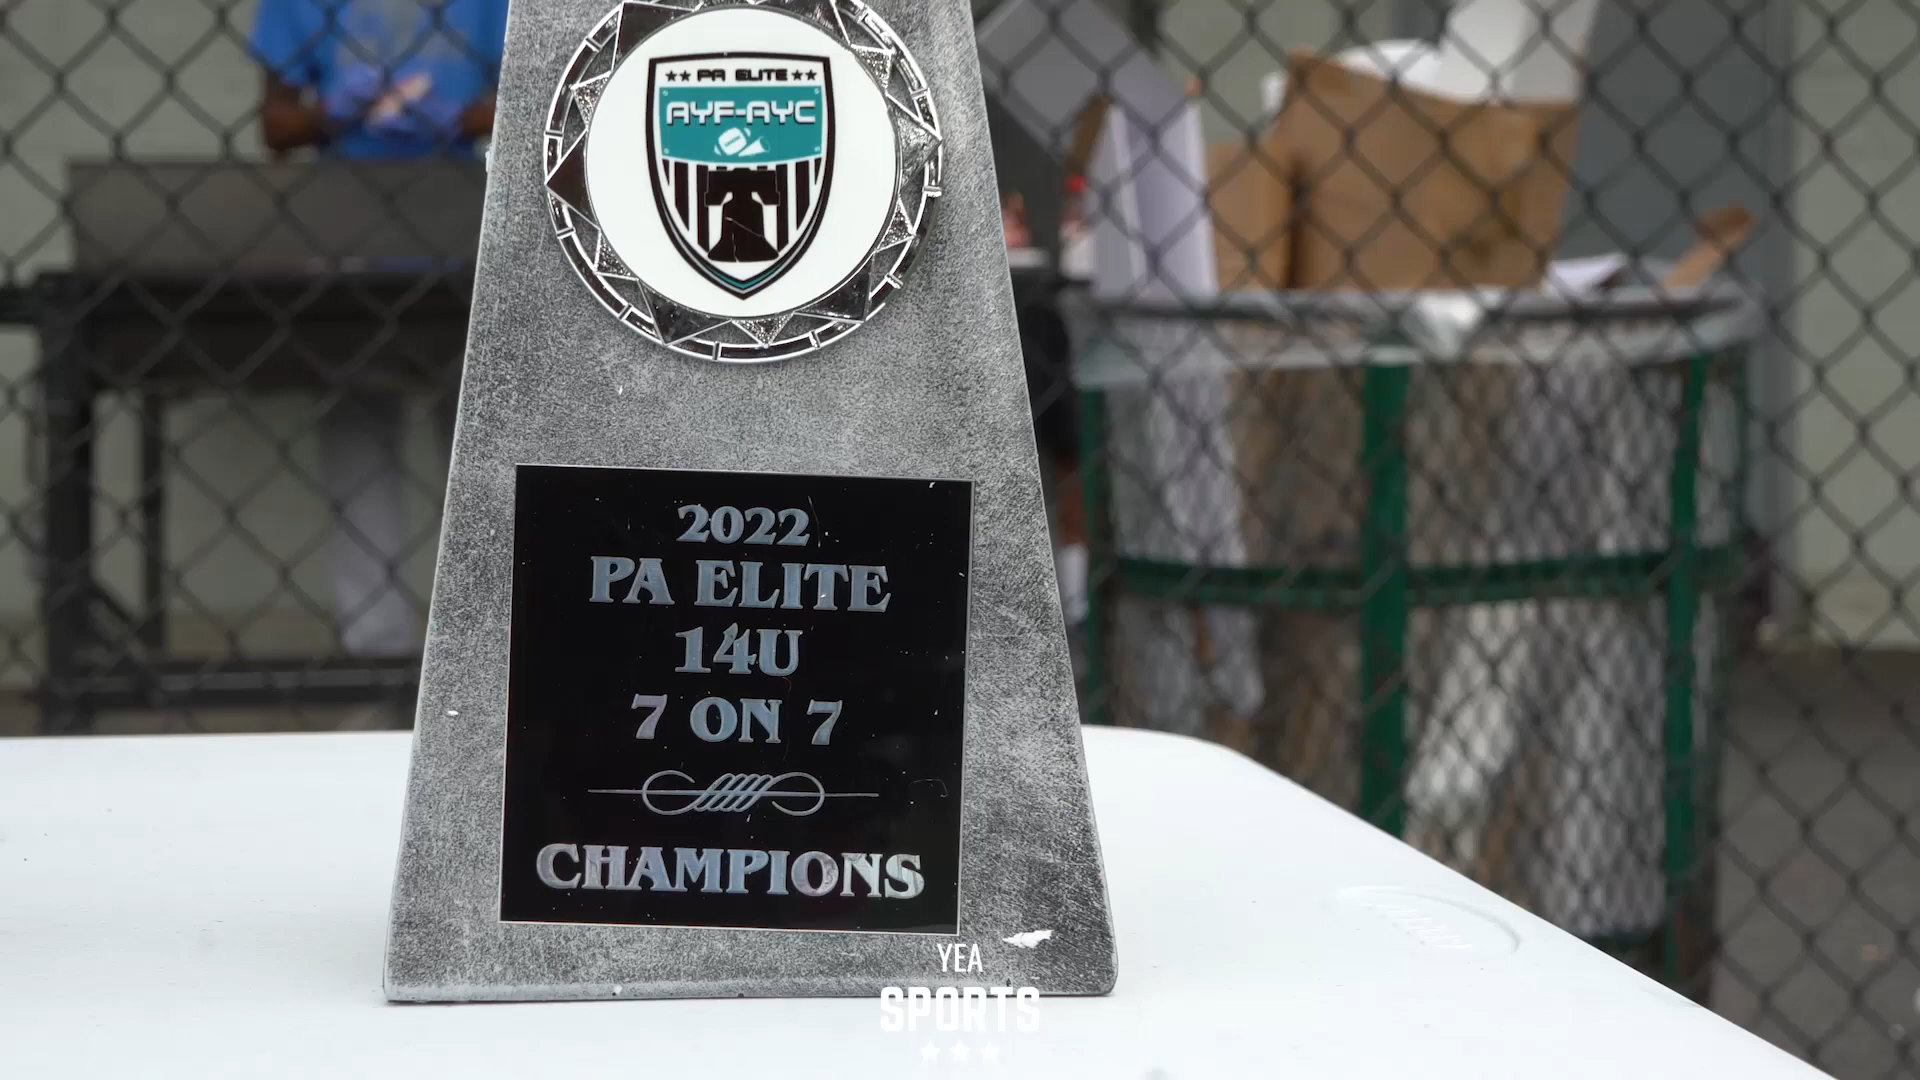 ★★ PA ELITE ★★
AYF-AYC
2022
PA ELITE
14U
7 ON 7
CHAMPIONS
YEA
SPORTS